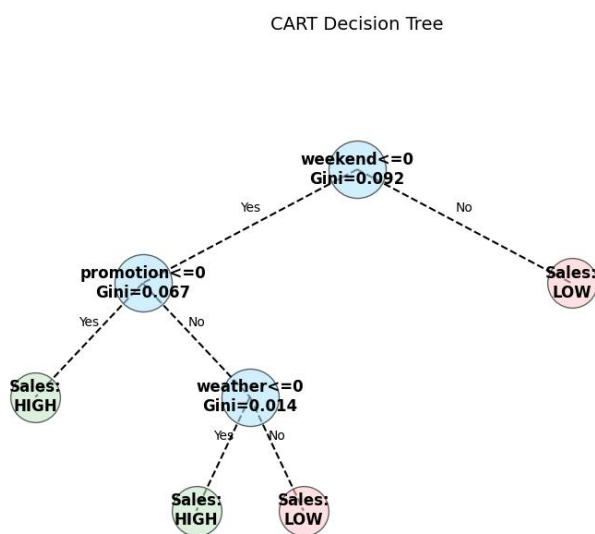 CART Decision Tree
weekend<=0
Gini=0.092
Yes
No
promotion<=0
Gini=0.067
Sales:
LOW
Yes
No
Sales:
HIGH
weather<=0
Gini=0.014
Yes
No
Sales:
HIGH
Sales:
LOW